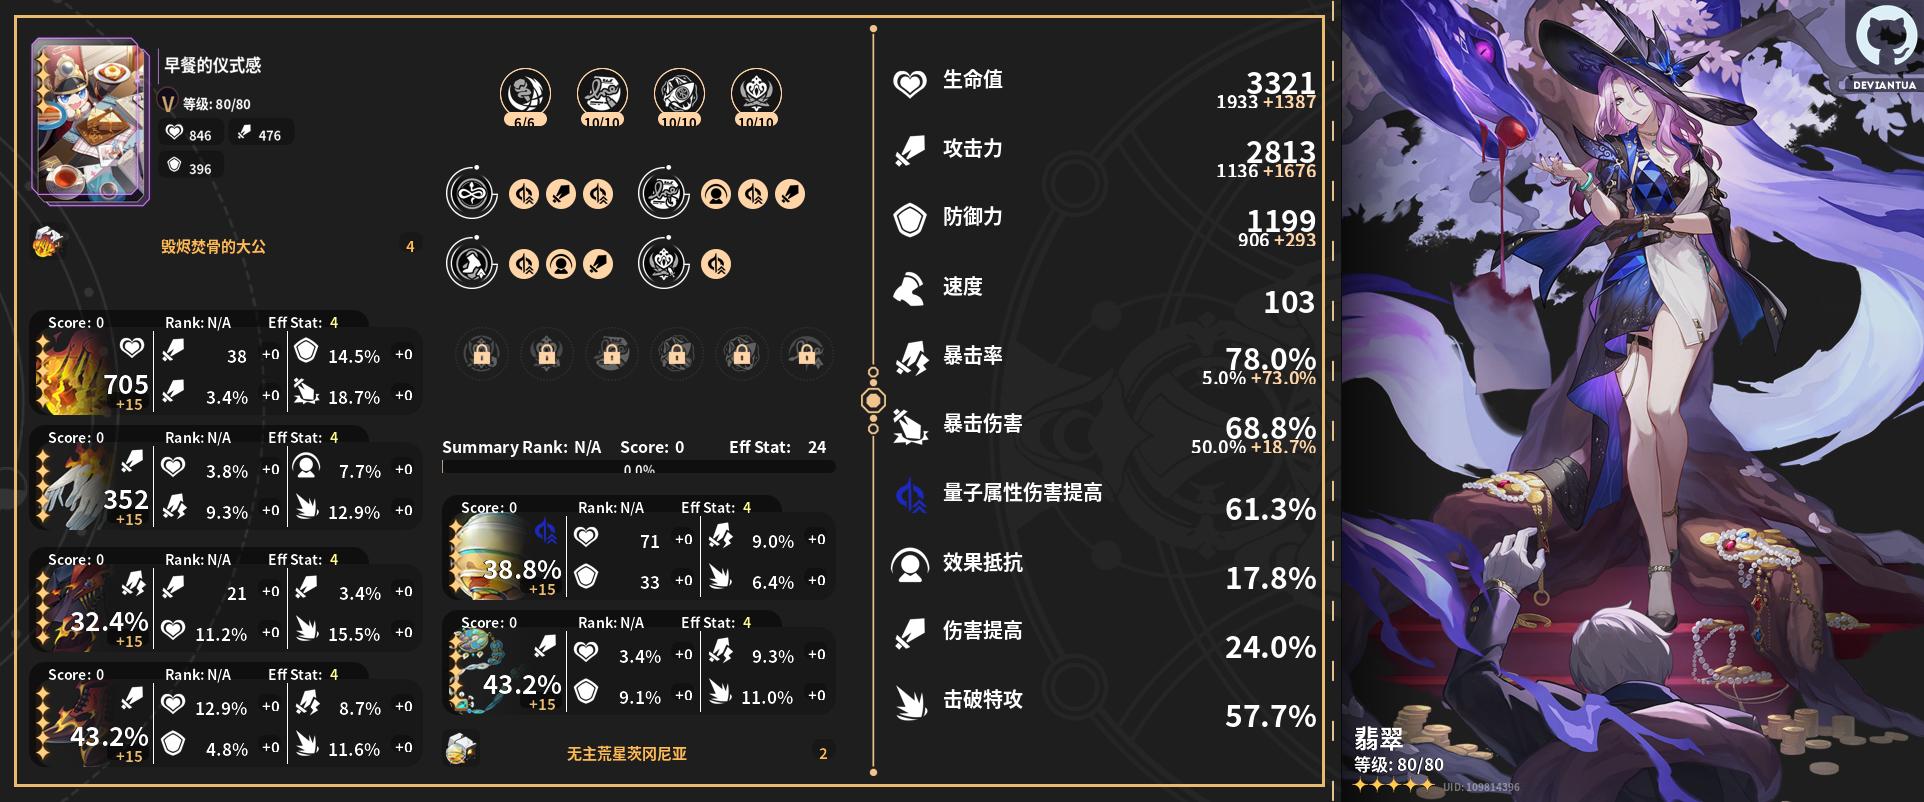 早餐的仪式感
V 等级: 80/80
846 476
396
毁烬焚骨的大公 4
Score: 0 Rank: N/A Eff Stat: 4
705 +15
38 +0 14.5% +0
3.4% +0 18.7% +0
Score: 0 Rank: N/A Eff Stat: 4
352 +15
3.8% +0 7.7% +0
9.3% +0 12.9% +0
Score: 0 Rank: N/A Eff Stat: 4
32.4% +15
21 +0 3.4% +0
11.2% +0 15.5% +0
Score: 0 Rank: N/A Eff Stat: 4
43.2% +15
12.9% +0 8.7% +0
4.8% +0 11.6% +0
6/6 10/10 10/10 10/10
Summary Rank: N/A Score: 0 Eff Stat: 24
0.0%
Score: 0 Rank: N/A Eff Stat: 4
38.8% +15
71 +0 9.0% +0
33 +0 6.4% +0
Score: 0 Rank: N/A Eff Stat: 4
43.2% +15
3.4% +0 9.3% +0
9.1% +0 11.0% +0
无主荒星茨冈尼亚 2
生命值 3321
1933 +1387
攻击力 2813
1136 +1676
防御力 1199
906 +293
速度 103
暴击率 78.0%
5.0% +73.0%
暴击伤害 68.8%
50.0% +18.7%
量子属性伤害提高 61.3%
效果抵抗 17.8%
伤害提高 24.0%
击破特攻 57.7%
DEVIANTUA
翡翠
等级: 80/80
UID: 109814396